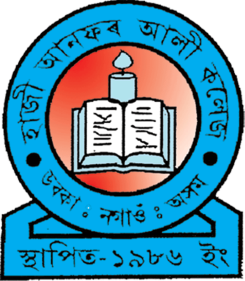 হাজী আনফৰ আলী কলেজ
ডবকা : নগাওঁ : অসম
স্থাপিত-১৯৮৬ ইং